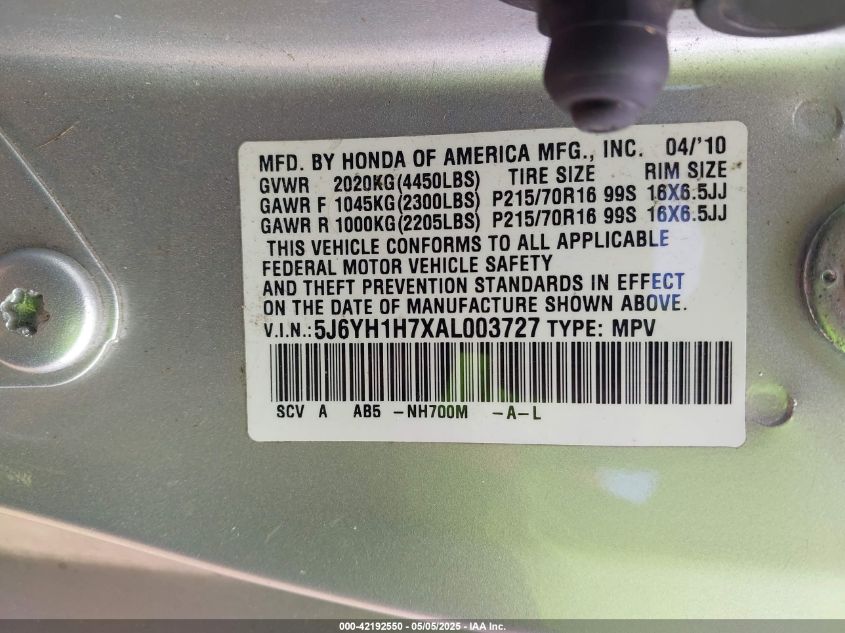 MFD. BY HONDA OF AMERICA MFG., INC. 04/'10
GVWR 2020KG(4450LBS) TIRE SIZE RIM SIZE
GAWR F 1045KG(2300LBS) P215/70R16 99S 16X6.5JJ
GAWR R 1000KG(2205LBS) P215/70R16 99S 16X6.5JJ
THIS VEHICLE CONFORMS TO ALL APPLICABLE
FEDERAL MOTOR VEHICLE SAFETY
AND THEFT PREVENTION STANDARDS IN EFFECT
ON THE DATE OF MANUFACTURE SHOWN ABOVE.
V.I.N.:5J6YH1H7XAL003727 TYPE: MPV
SCV A AB5 -NH700M -A-L
000-42192550 - 05/05/2025 - IAA Inc.